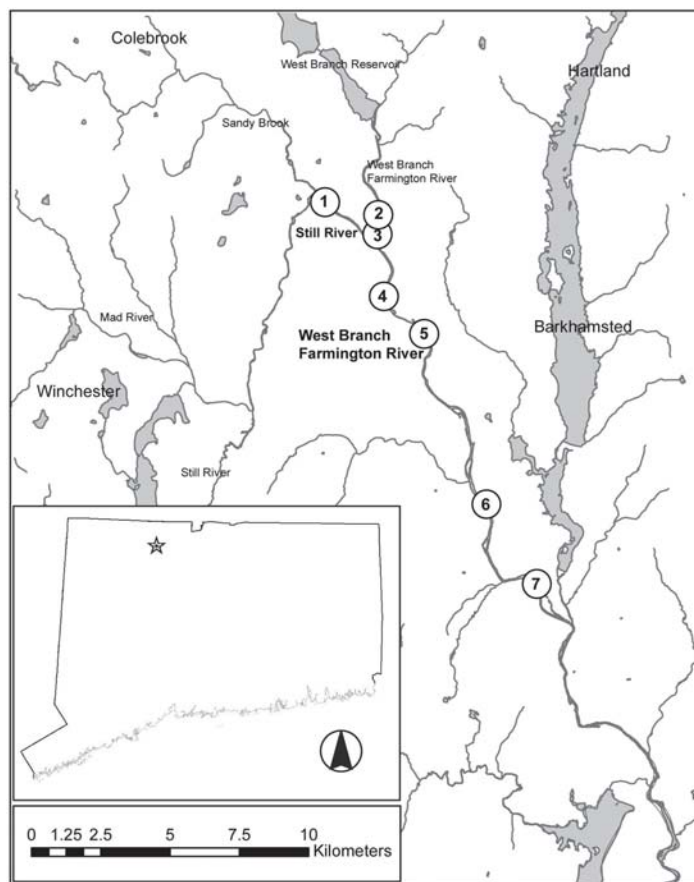 Colebrook
West Branch Reservoir
Hartland
Sandy Brook
West Branch
Farmington River
1
2
Still River
3
4
Mad River
West Branch
Farmington River
5
Barkhamsted
Winchester
Still River
6
7
0 1.25 2.5 5 7.5 10
Kilometers